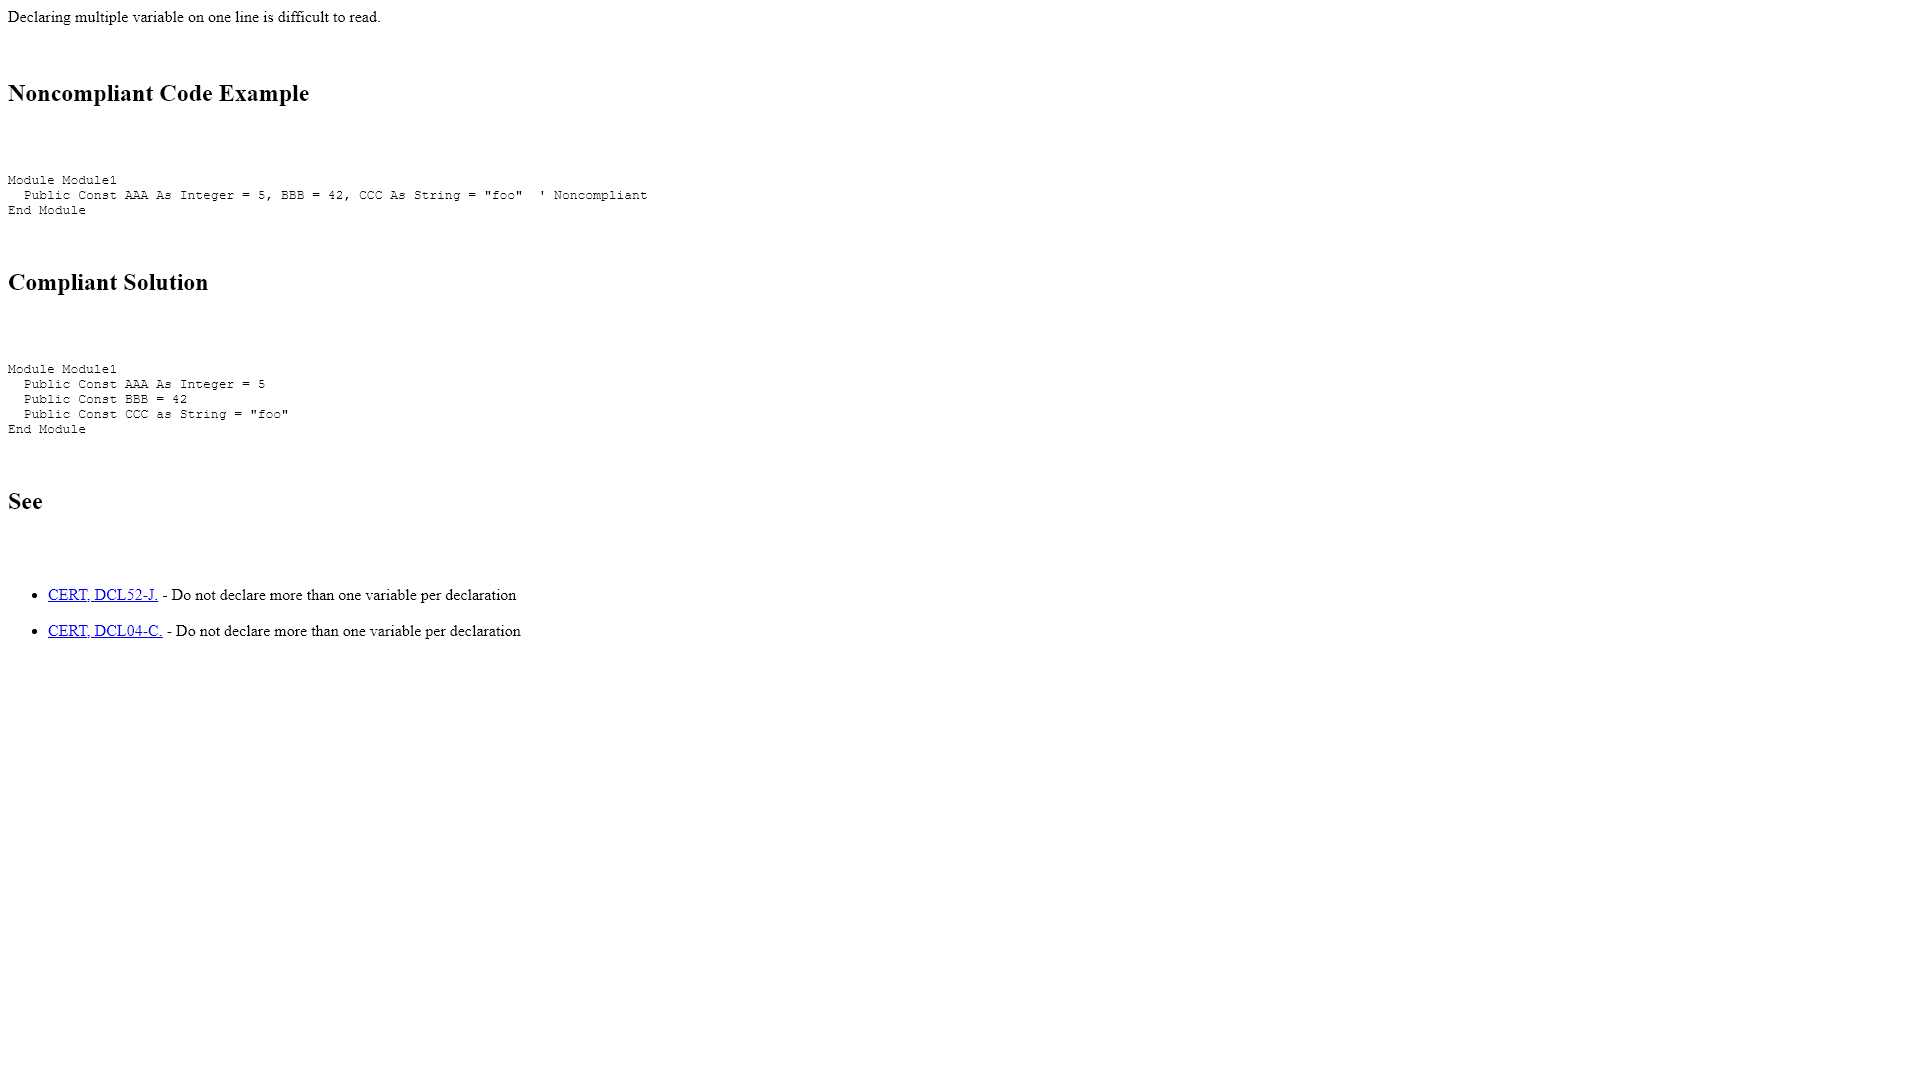 Declaring multiple variable on one line is difficult to read.
Noncompliant Code Example
Module Module1
  Public Const AAA As Integer = 5, BBB = 42, CCC As String = "foo"  ' Noncompliant
End Module
Compliant Solution
Module Module1
  Public Const AAA As Integer = 5
  Public Const BBB = 42
  Public Const CCC as String = "foo"
End Module
See
• CERT, DCL52-J. - Do not declare more than one variable per declaration
• CERT, DCL04-C. - Do not declare more than one variable per declaration